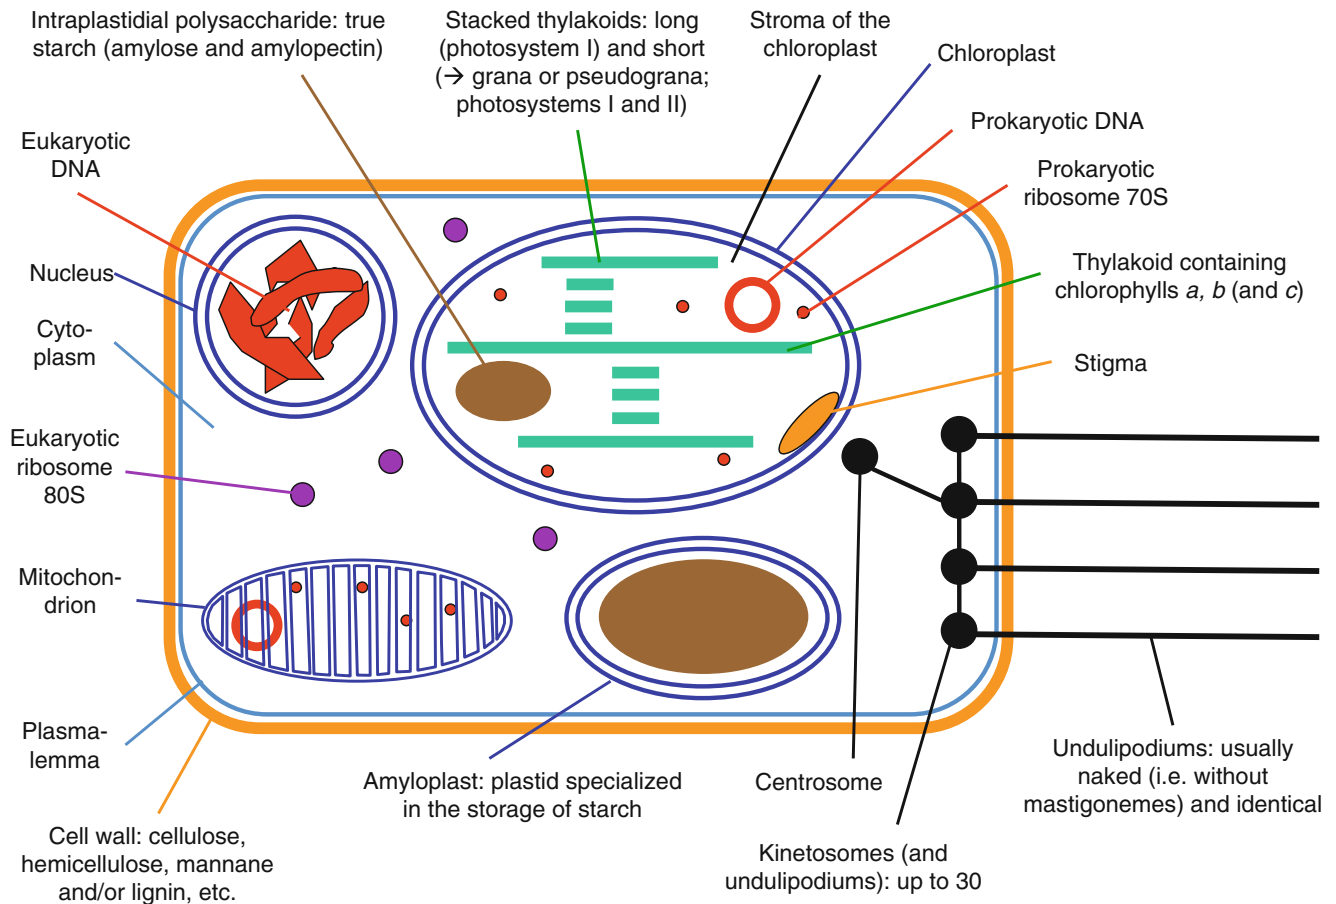 Intraplastidial polysaccharide: true
starch (amylose and amylopectin)
Stacked thylakoids: long
(photosystem I) and short
(→ grana or pseudograna;
photosystems I and II)
Stroma of the
chloroplast
Chloroplast
Prokaryotic DNA
Prokaryotic
ribosome 70S
Thylakoid containing
chlorophylls a, b (and c)
Stigma
Eukaryotic
DNA
Nucleus
Cyto-
plasm
Eukaryotic
ribosome
80S
Mitochon-
drion
Plasma-
lemma
Cell wall: cellulose,
hemicellulose, mannane
and/or lignin, etc.
Amyloplast: plastid specialized
in the storage of starch
Centrosome
Kinetosomes (and
undulipodiums): up to 30
Undulipodiums: usually
naked (i.e. without
mastigonemes) and identical